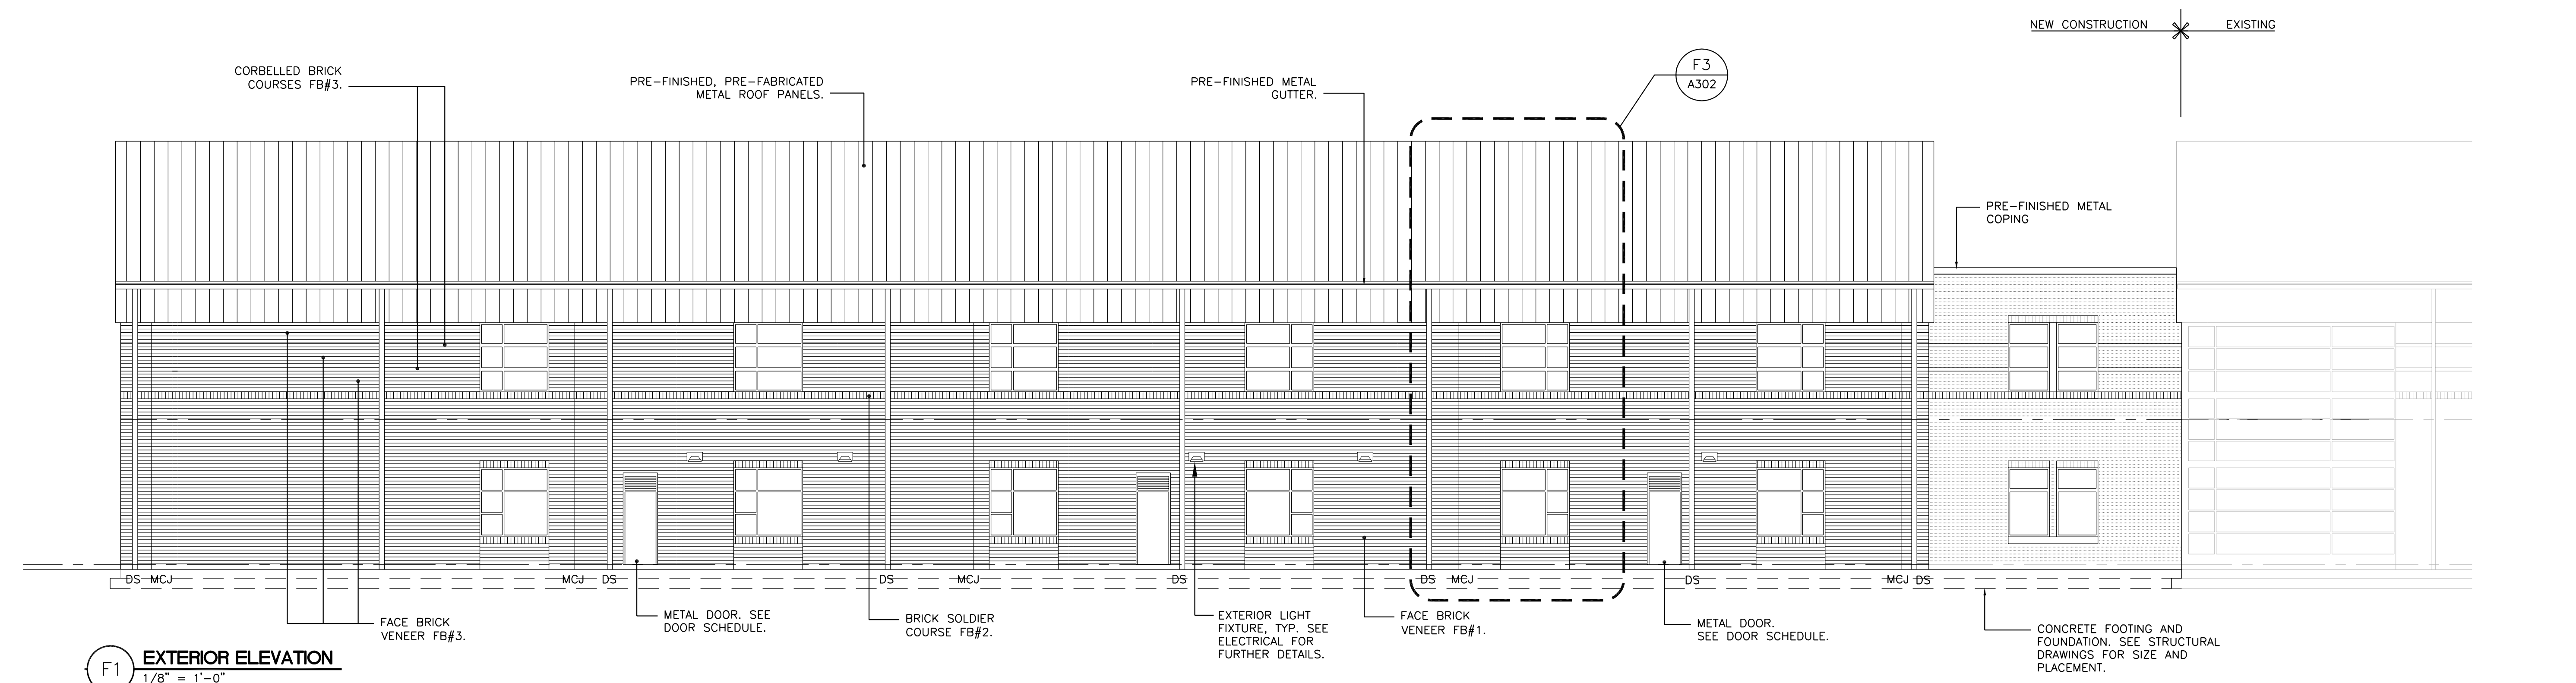 NEW CONSTRUCTION EXISTING
CORBELLED BRICK
COURSES FB#3.
PRE-FINISHED, PRE-FABRICATED
METAL ROOF PANELS.
PRE-FINISHED METAL
GUTTER.
F3
A302
PRE-FINISHED METAL
COPING
DS MCJ MCJ DS DS MCJ DS DS MCJ DS MCJ DS
FACE BRICK
VENEER FB#3.
METAL DOOR. SEE
DOOR SCHEDULE.
BRICK SOLDIER
COURSE FB#2.
EXTERIOR LIGHT
FIXTURE, TYP. SEE
ELECTRICAL FOR
FURTHER DETAILS.
FACE BRICK
VENEER FB#1.
METAL DOOR.
SEE DOOR SCHEDULE.
CONCRETE FOOTING AND
FOUNDATION. SEE STRUCTURAL
DRAWINGS FOR SIZE AND
PLACEMENT.
F1
EXTERIOR ELEVATION
1/8" = 1'-0"